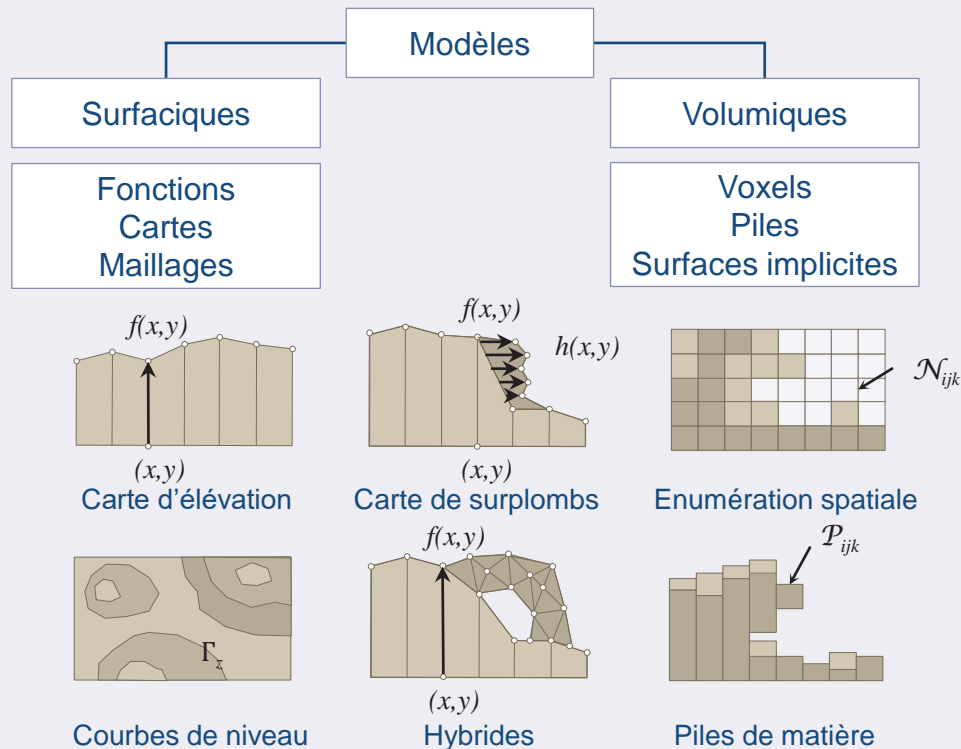 Modèles
Surfaciques
Volumiques
Fonctions
Cartes
Maillages
Voxels
Piles
Surfaces implicites
f(x,y)
(x,y)
Carte d'élévation
f(x,y)
h(x,y)
(x,y)
Carte de surplombs
𝒩ijk
Enumération spatiale
Γz
Courbes de niveau
f(x,y)
(x,y)
Hybrides
𝒫ijk
Piles de matière